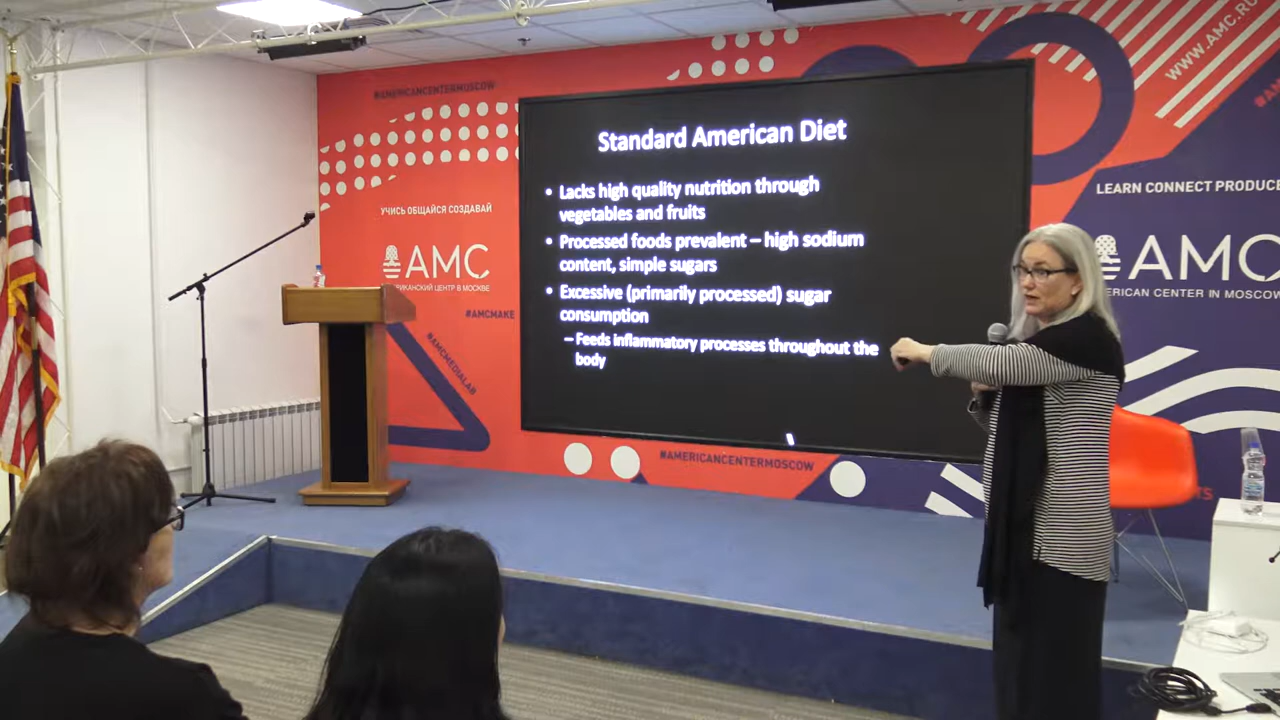 #AMERICANCENTERMOSCOW
УЧИСЬ ОБЩАЙСЯ СОЗДАВАЙ
AMC
ЦЕНТР В МОСКВЕ
#AMCMAKE
#AMCMEDIALAB
Standard American Diet
• Lacks high quality nutrition through
vegetables and fruits
• Processed foods prevalent – high sodium
content, simple sugars
• Excessive (primarily processed) sugar
consumption
– Feeds inflammatory processes throughout the
body
#AMERICANCENTERMOSCOW
WWW.AMC.RU
LEARN CONNECT PRODUCE
AMC
CENTER IN MOSCOW